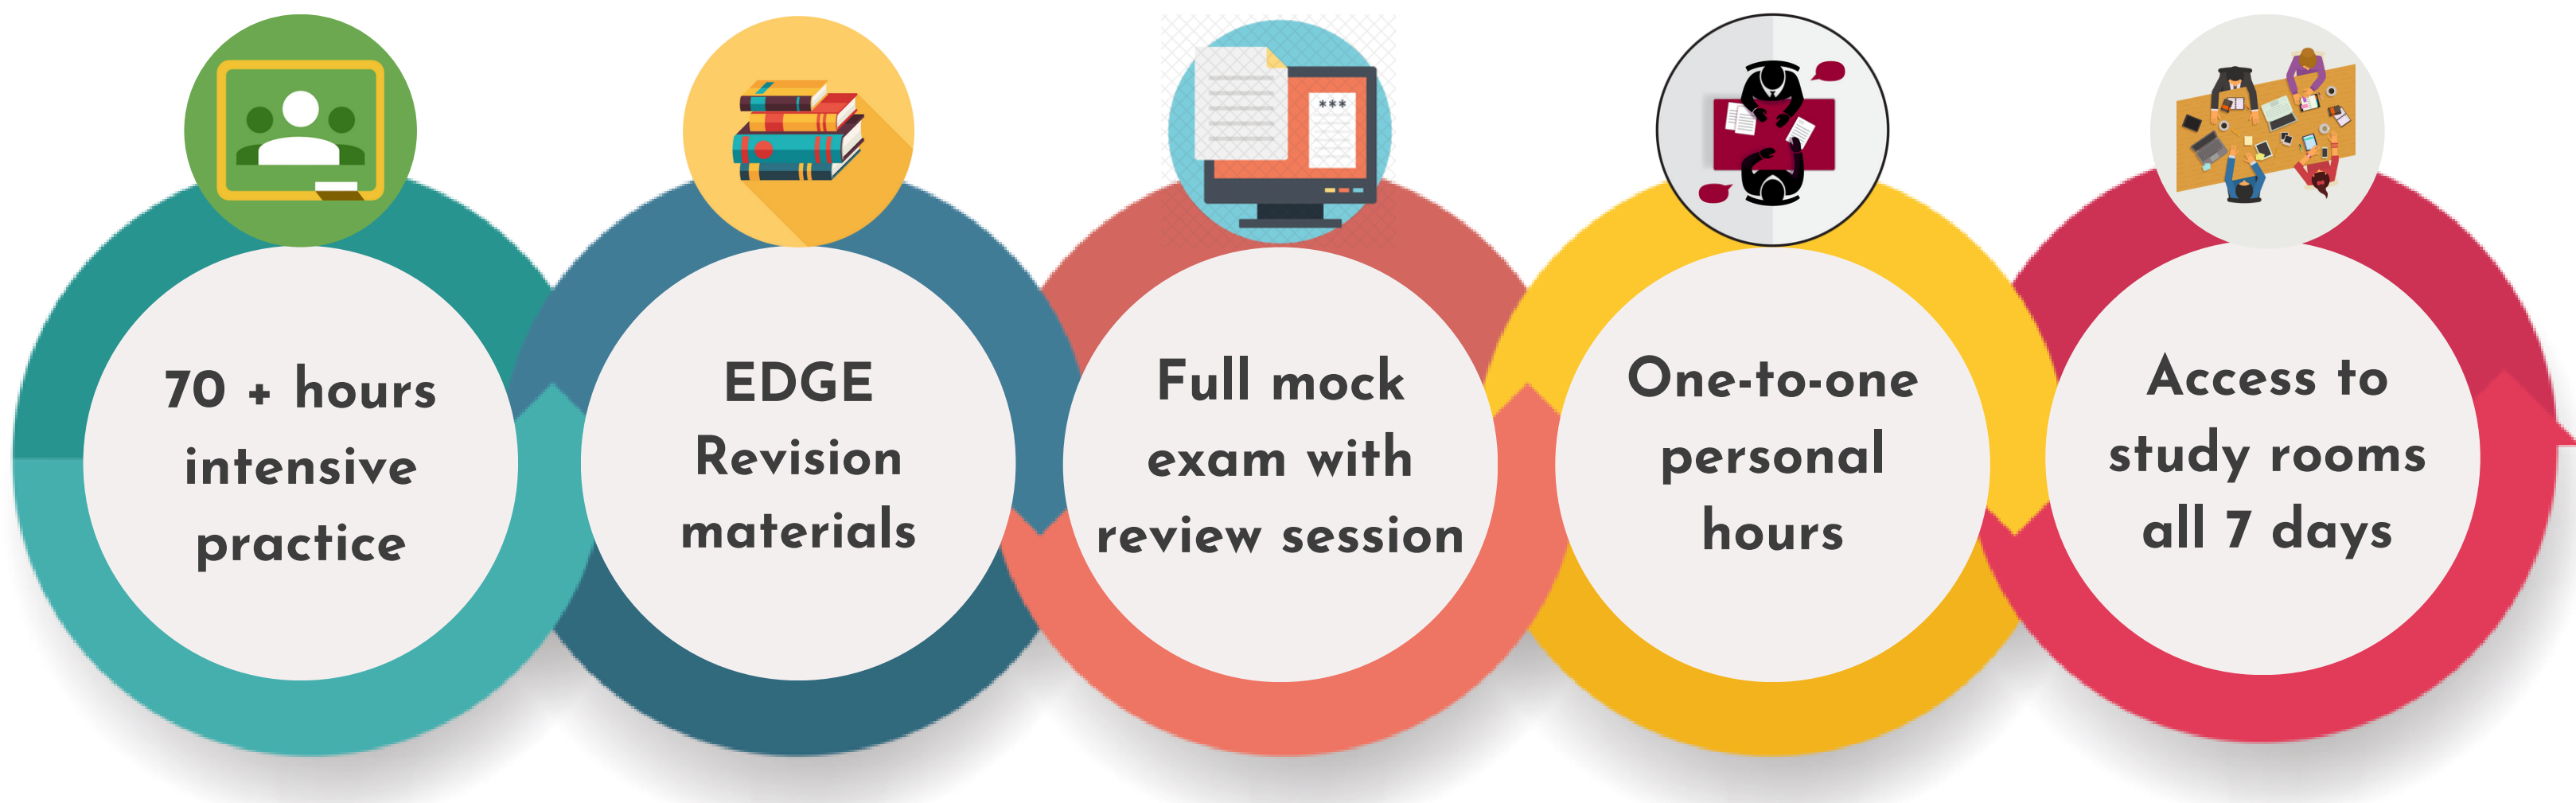 70 + hours
intensive
practice
EDGE
Revision
materials
Full mock
exam with
review session
One-to-one
personal
hours
Access to
study rooms
all 7 days